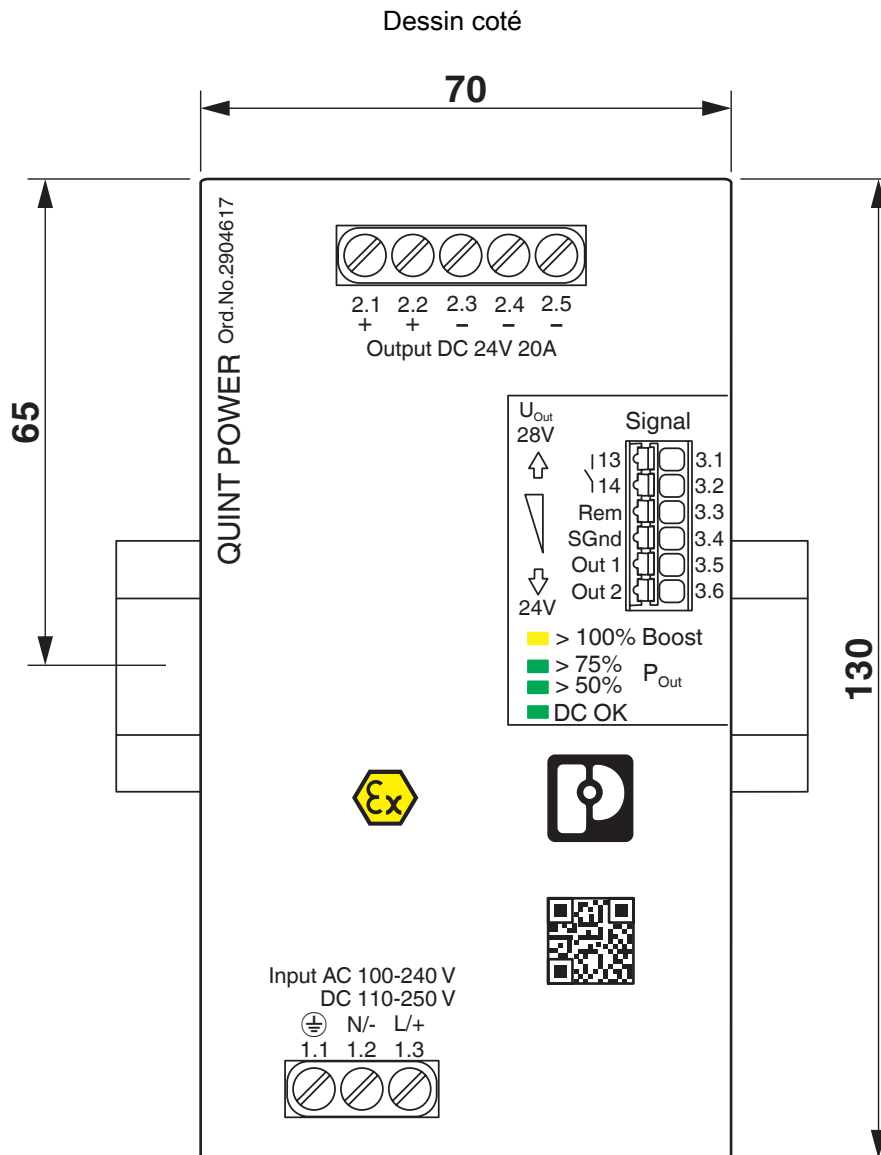 Dessin coté
70
65
130
QUINT POWER Ord.No.2904617
2.1 2.2 2.3 2.4 2.5
+ + − − −
Output DC 24V 20A
UOut
28V
24V
Signal
13 3.1
14 3.2
Rem 3.3
SGnd 3.4
Out 1 3.5
Out 2 3.6
> 100% Boost
> 75%
> 50%
POut
DC OK
Ex
Input AC 100-240 V
DC 110-250 V
N/- L/+
1.1 1.2 1.3